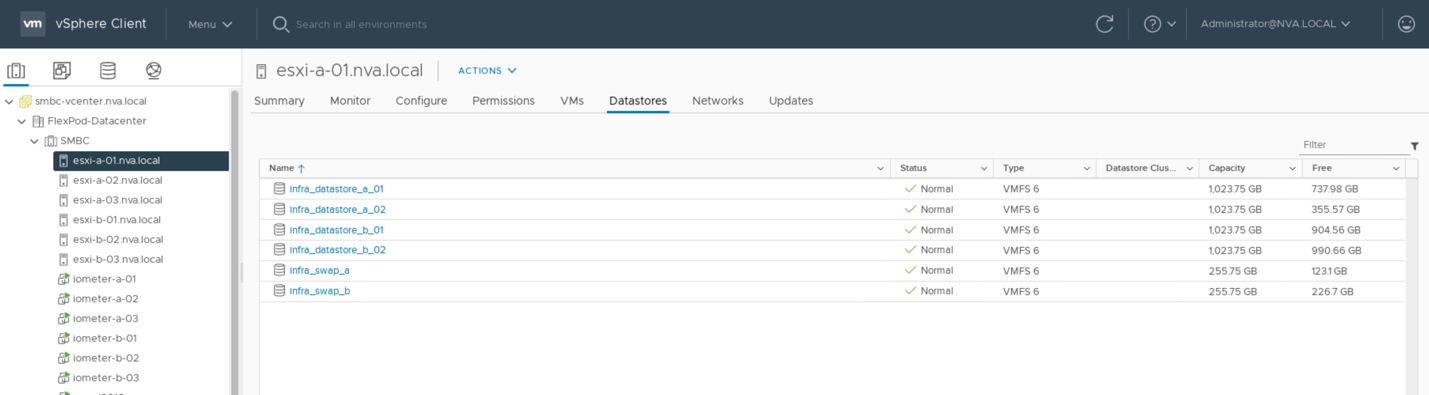 vm vSphere Client Menu Search in all environments Administrator@NVA.LOCAL
esxi-a-01.nva.local ACTIONS
Summary Monitor Configure Permissions VMs Datastores Networks Updates
smbc-vcenter.nva.local
FlexPod-Datacenter
SMBC
esxi-a-01.nva.local
esxi-a-02.nva.local
esxi-a-03.nva.local
esxi-b-01.nva.local
esxi-b-02.nva.local
esxi-b-03.nva.local
iometer-a-01
iometer-a-02
iometer-a-03
iometer-b-01
iometer-b-02
iometer-b-03
Filter
Name Status Type Datastore Clus... Capacity Free
infra_datastore_a_01 Normal VMFS 6 1,023.75 GB 737.98 GB
infra_datastore_a_02 Normal VMFS 6 1,023.75 GB 355.57 GB
infra_datastore_b_01 Normal VMFS 6 1,023.75 GB 904.56 GB
infra_datastore_b_02 Normal VMFS 6 1,023.75 GB 990.66 GB
infra_swap_a Normal VMFS 6 255.75 GB 123.1 GB
infra_swap_b Normal VMFS 6 255.75 GB 226.7 GB